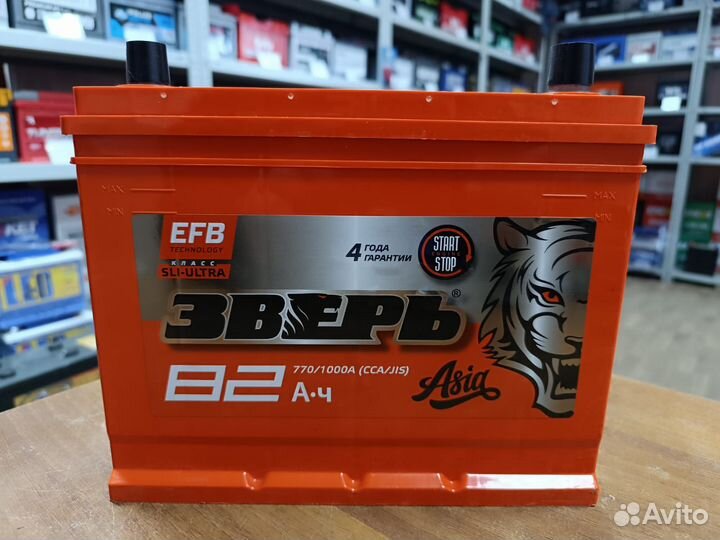 MAX
MIN
MAX
MIN
EFB
TECHNOLOGY
КЛАСС
SLI-ULTRA
4 ГОДА
ГАРАНТИИ
START
ENGINE
STOP
ЗВЕРЬ®
82 А·ч
770/1000A (CCA/JIS)
Asia
Avito